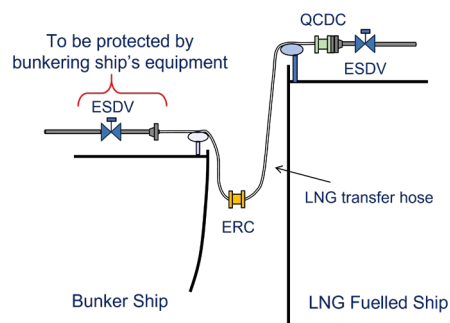 QCDC
To be protected by
bunkering ship's equipment
ESDV
ESDV
LNG transfer hose
ERC
Bunker Ship
LNG Fuelled Ship